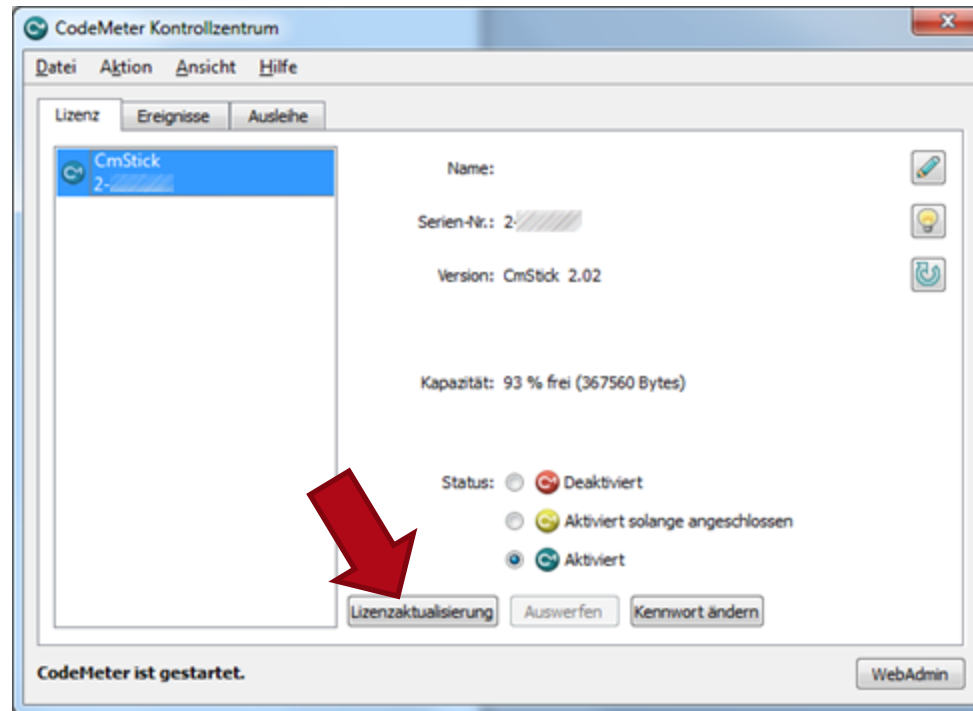 CodeMeter Kontrollzentrum
Datei Aktion Ansicht Hilfe
Lizenz Ereignisse Ausleihe
CmStick
2-
Name:
Serien-Nr.: 2-
Version: CmStick 2.02
Kapazität: 93 % frei (367560 Bytes)
Status: Deaktiviert
Aktiviert solange angeschlossen
Aktiviert
Lizenzaktualisierung Auswerfen Kennwort ändern
CodeMeter ist gestartet. WebAdmin